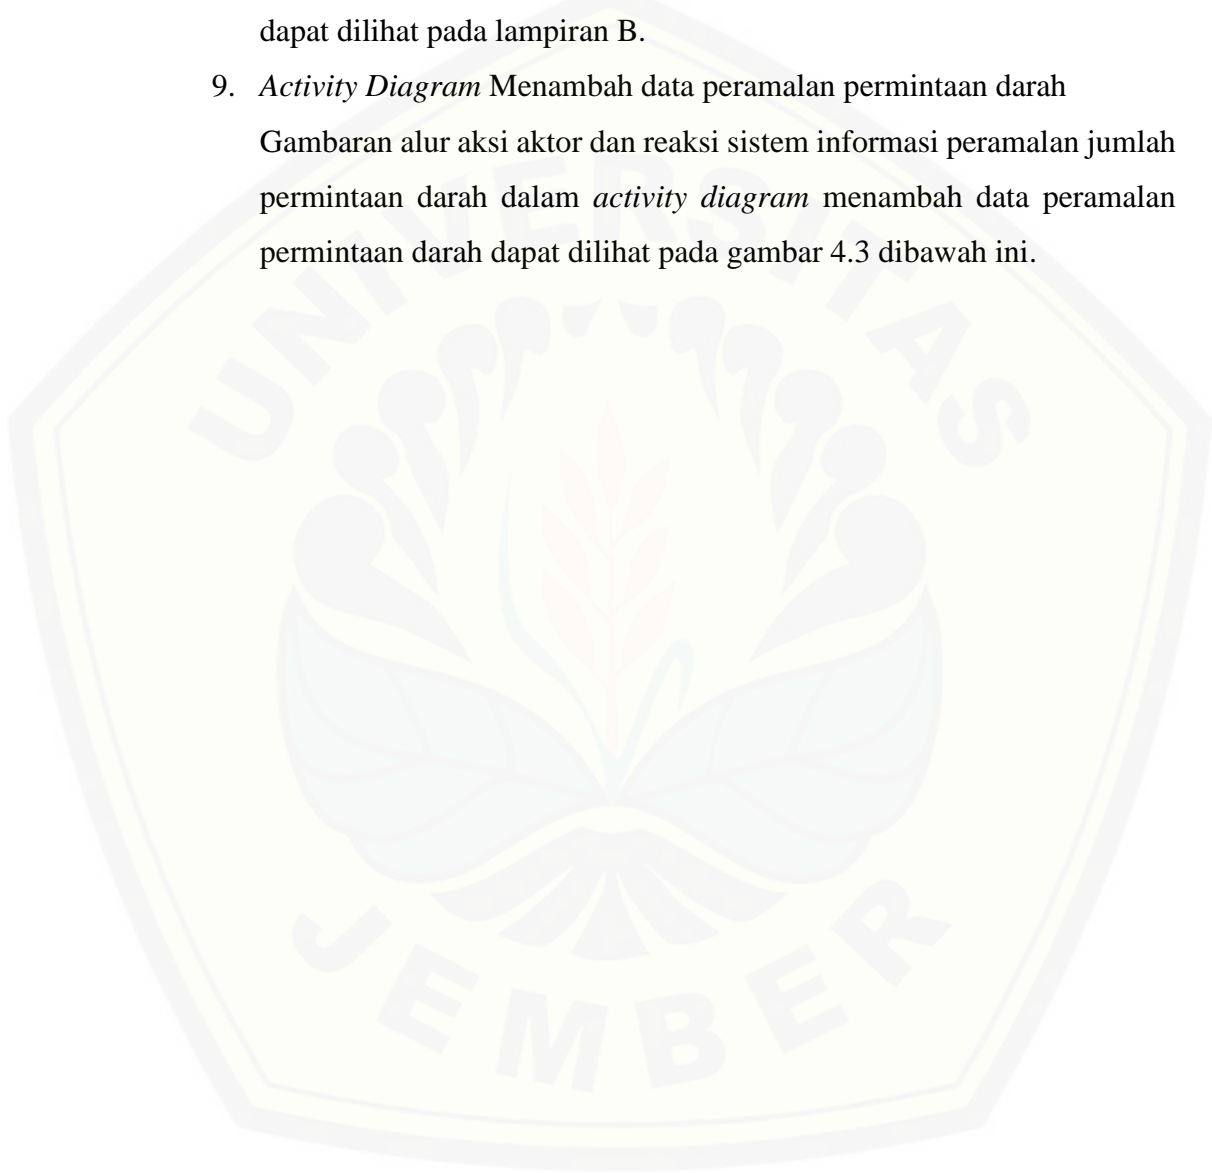 dapat dilihat pada lampiran B.
9. Activity Diagram Menambah data peramalan permintaan darah
Gambaran alur aksi aktor dan reaksi sistem informasi peramalan jumlah
permintaan darah dalam activity diagram menambah data peramalan
permintaan darah dapat dilihat pada gambar 4.3 dibawah ini.
UNIVERSITAS
JEMBER